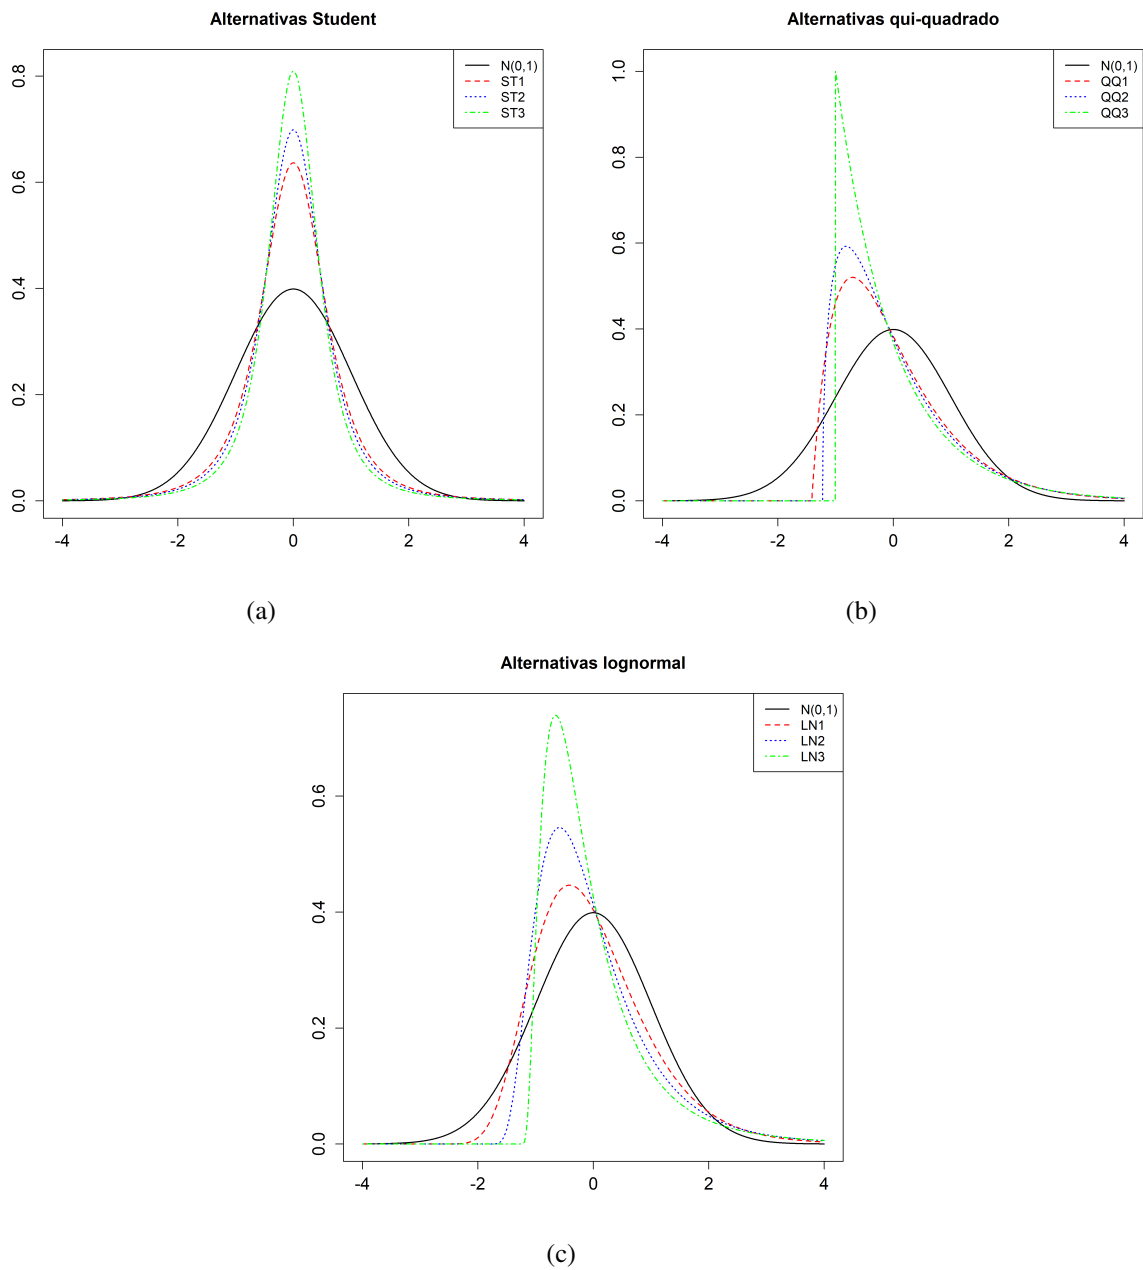 Alternativas Student
N(0,1)
ST1
ST2
ST3
0.8
0.6
0.4
0.2
0.0
-4 -2 0 2 4
(a)
Alternativas qui-quadrado
N(0,1)
QQ1
QQ2
QQ3
1.0
0.8
0.6
0.4
0.2
0.0
-4 -2 0 2 4
(b)
Alternativas lognormal
N(0,1)
LN1
LN2
LN3
0.6
0.4
0.2
0.0
-4 -2 0 2 4
(c)